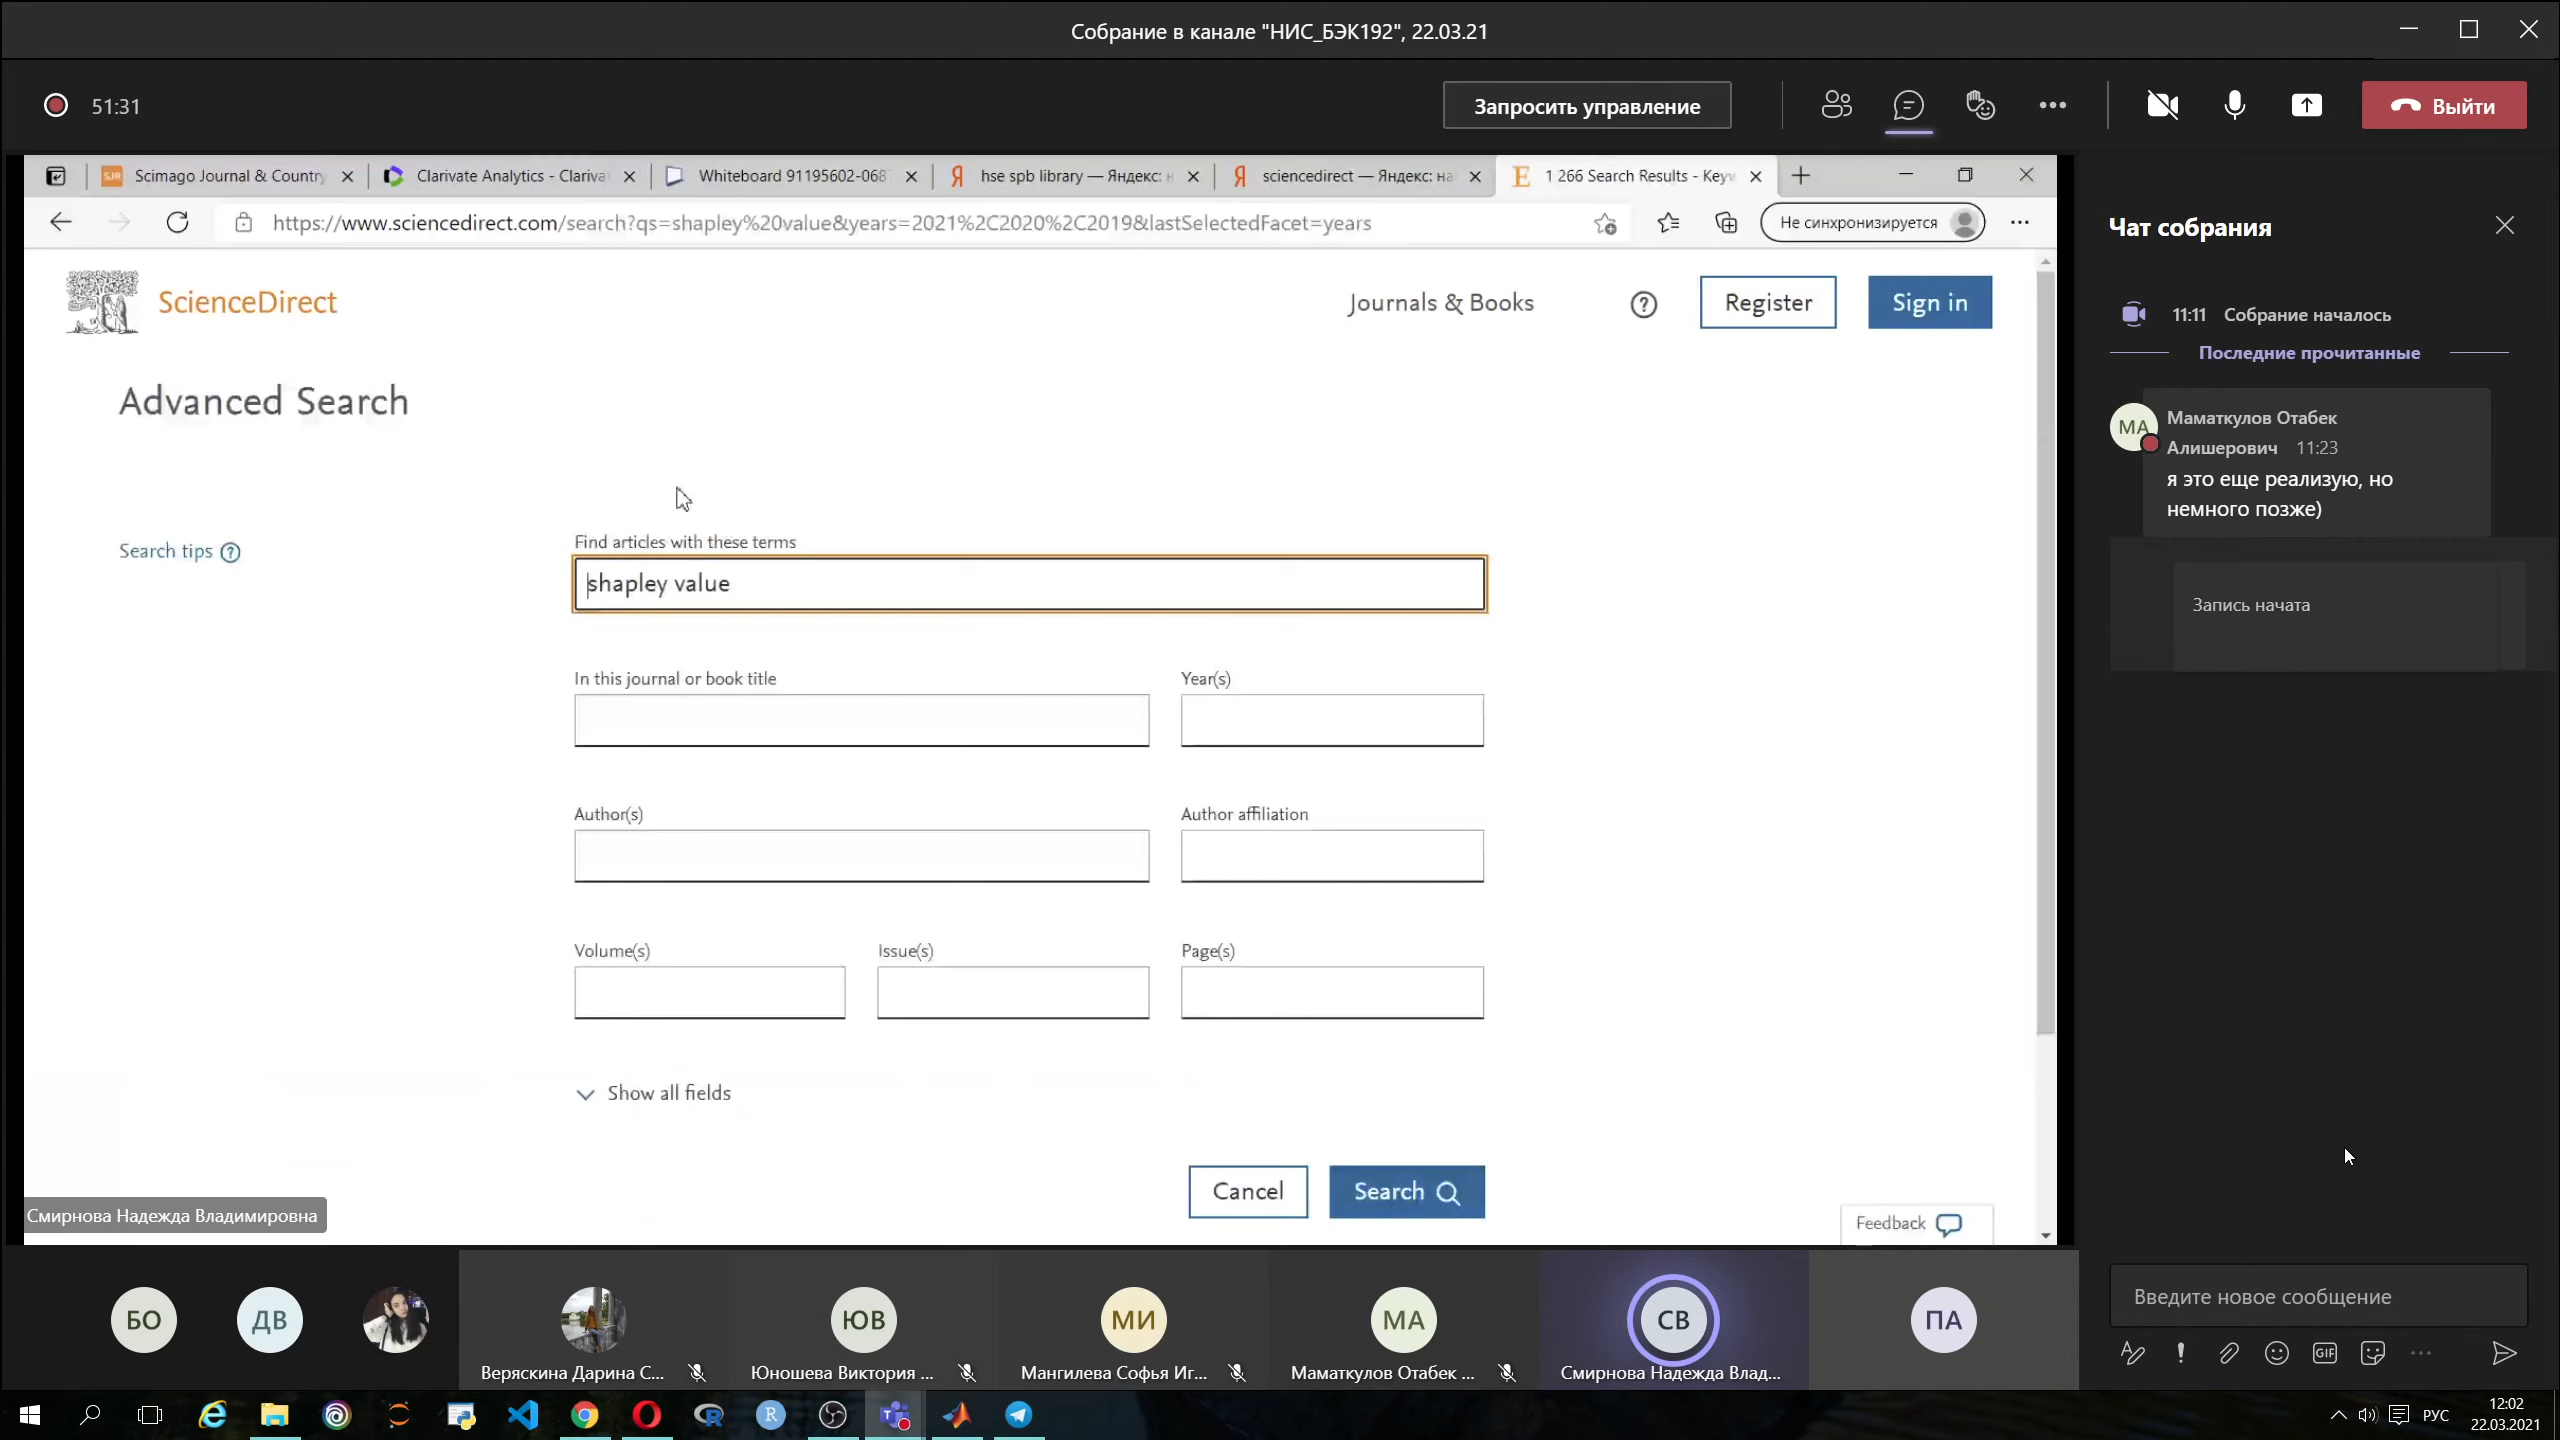 Собрание в канале "НИС_БЭК192", 22.03.21
51:31
Запросить управление
Выйти
Scimago Journal & Country
Clarivate Analytics - Clariva
Whiteboard 91195602-068
hse spb library — Яндекс: н
sciencedirect — Яндекс: на
1 266 Search Results - Keyw
https://www.sciencedirect.com/search?qs=shapley%20value&years=2021%2C2020%2C2019&lastSelectedFacet=years
Не синхронизируется
ScienceDirect
Journals & Books
Register
Sign in
Advanced Search
Search tips
Find articles with these terms
shapley value
In this journal or book title
Year(s)
Author(s)
Author affiliation
Volume(s)
Issue(s)
Page(s)
Show all fields
Cancel
Search
Feedback
Смирнова Надежда Владимировна
Чат собрания
11:11 Собрание началось
Последние прочитанные
МА
Маматкулов Отабек
Алишерович 11:23
я это еще реализую, но
немного позже)
Запись начата
Введите новое сообщение
GIF
БО
ДВ
Веряскина Дарина С...
ЮВ
Юношева Виктория ...
МИ
Мангилева Софья Иг...
МА
Маматкулов Отабек ...
СВ
Смирнова Надежда Влад...
ПА
РУС
12:02
22.03.2021